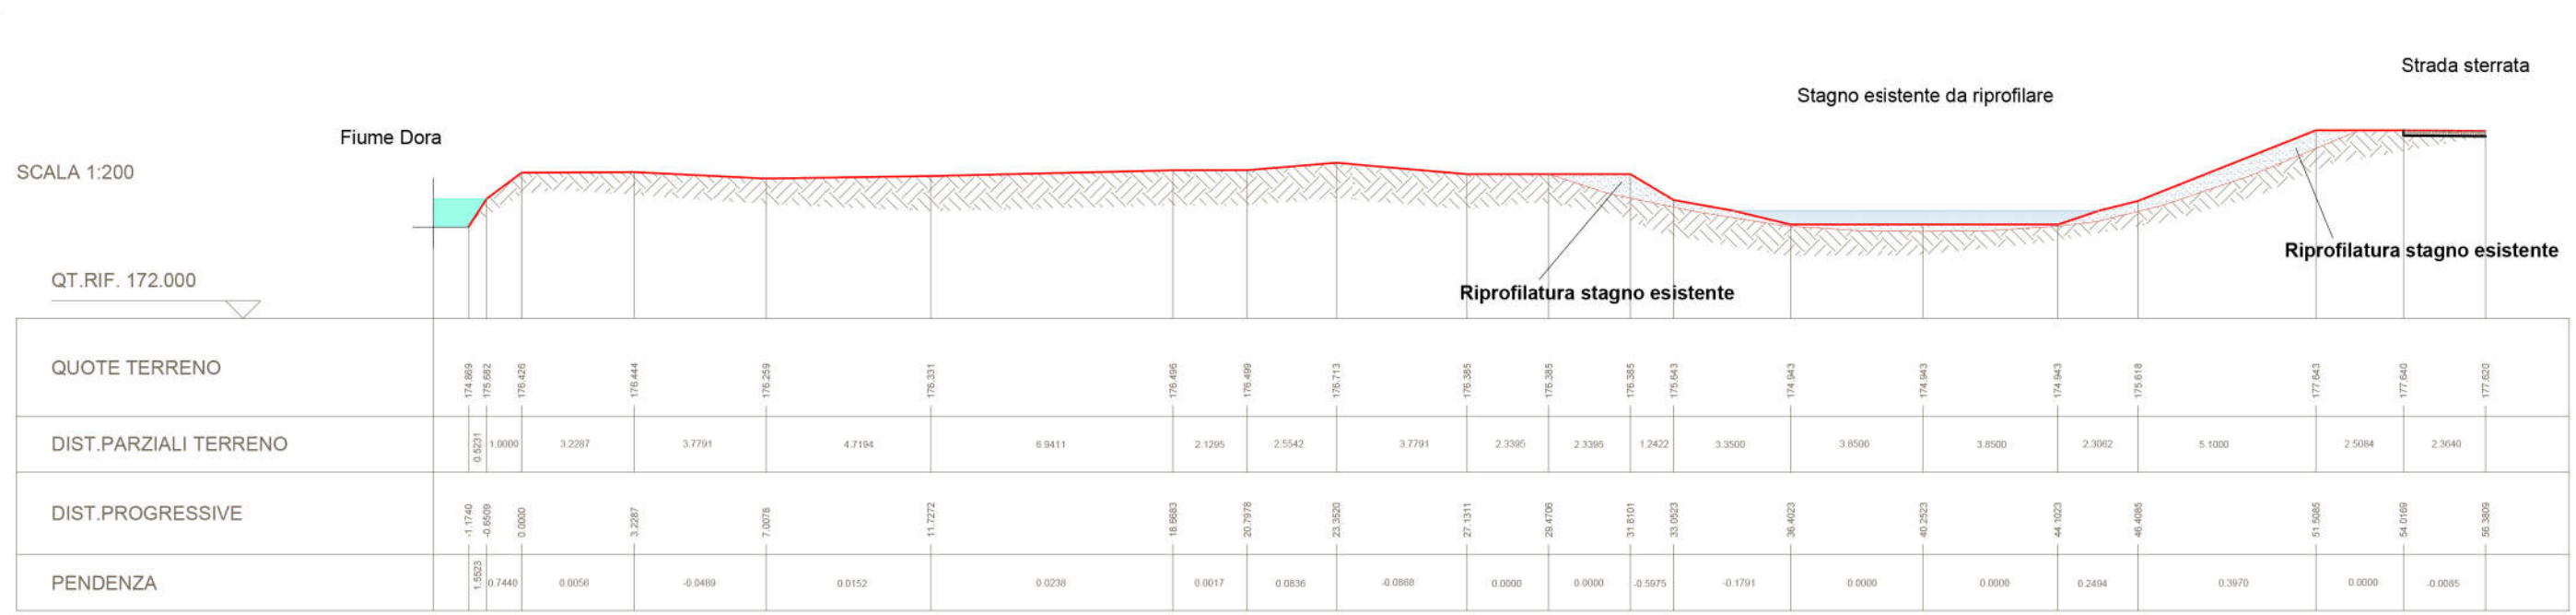 Strada sterrata
Stagno esistente da riprofilare
Fiume Dora
SCALA 1:200
Riprofilatura stagno esistente
QT.RIF. 172.000
Riprofilatura stagno esistente
QUOTE TERRENO 174.869 175.682 176.426 176.444 176.259 176.331 176.496 176.499 176.713 176.385 176.385 176.385 175.643 174.943 174.943 174.943 175.618 177.643 177.640 177.620
DIST.PARZIALI TERRENO 0.5231 1.0000 3.2287 3.7791 4.7194 6.9411 2.1295 2.5542 3.7791 2.3395 2.3395 1.2422 3.3500 3.8500 3.8500 2.3062 5.1000 2.5084 2.3640
DIST.PROGRESSIVE -1.1740 -0.6509 0.0000 3.2287 7.0078 11.7272 18.6683 20.7978 23.3520 27.1311 29.4706 31.8101 33.0523 36.4023 40.2523 44.1023 46.4085 51.5085 54.0169 56.3809
PENDENZA 1.5523 0.7440 0.0056 -0.0489 0.0152 0.0238 0.0017 0.0836 -0.0868 0.0000 0.0000 -0.5975 -0.1791 0.0000 0.0000 0.2494 0.3970 0.0000 -0.0085